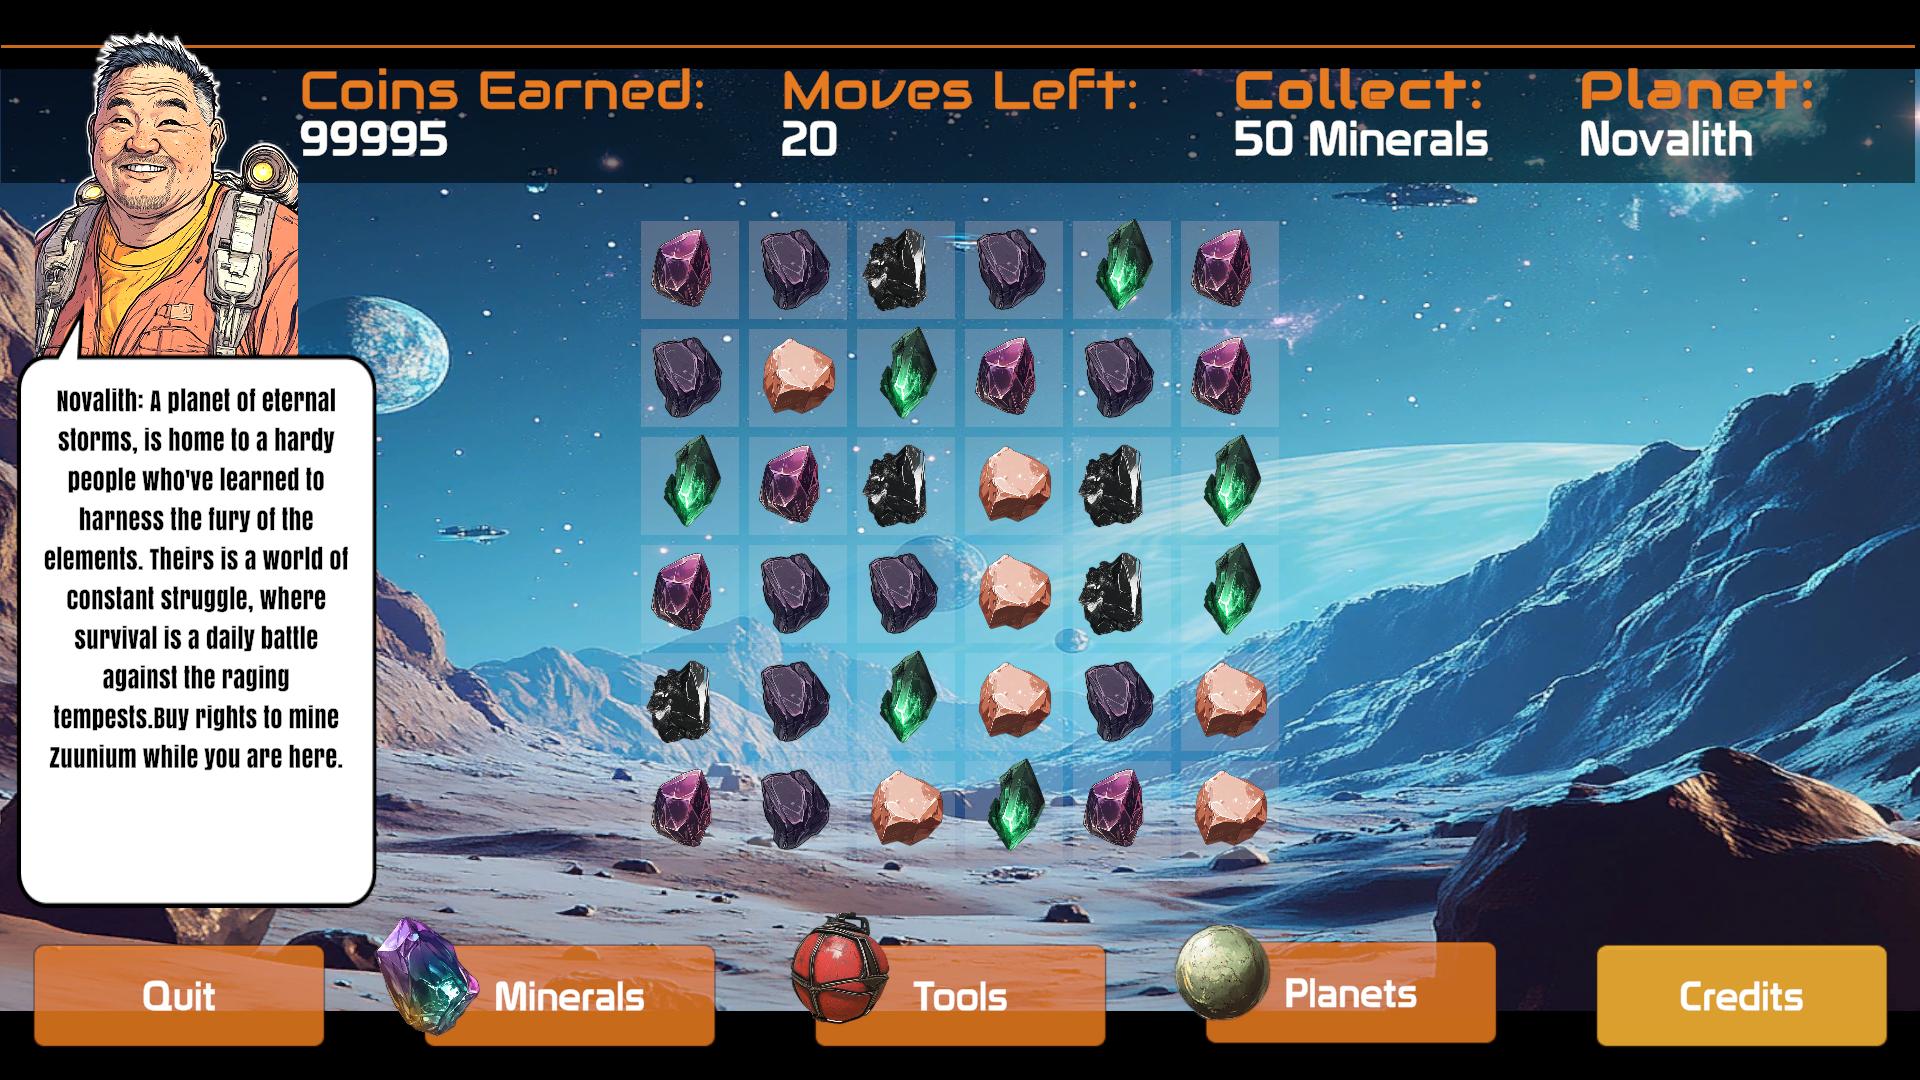 Coins Earned:
99995
Moves Left:
20
Collect:
50 Minerals
Planet:
Novalith
Novalith: A planet of eternal
storms, is home to a hardy
people who've learned to
harness the fury of the
elements. Theirs is a world of
constant struggle, where
survival is a daily battle
against the raging
tempests.Buy rights to mine
Zuunium while you are here.
Quit
Minerals
Tools
Planets
Credits